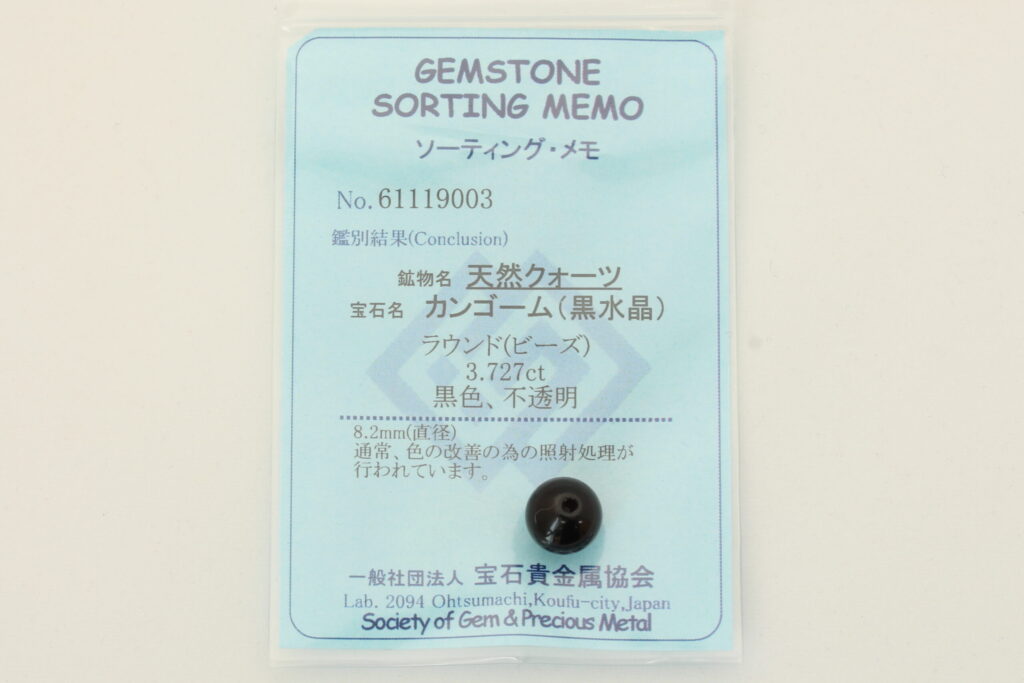 GEMSTONE
SORTING MEMO
ソーティング・メモ
No. 61119003
鑑別結果(Conclusion)
鉱物名 天然クォーツ
宝石名 カンゴーム(黒水晶)
ラウンド(ビーズ)
3.727ct
黒色、不透明
8.2mm(直径)
通常、色の改善の為の照射処理が
行われています。
一般社団法人 宝石貴金属協会
Lab. 2094 Ohtsumachi,Koufu-city,Japan
Society of Gem & Precious Metal